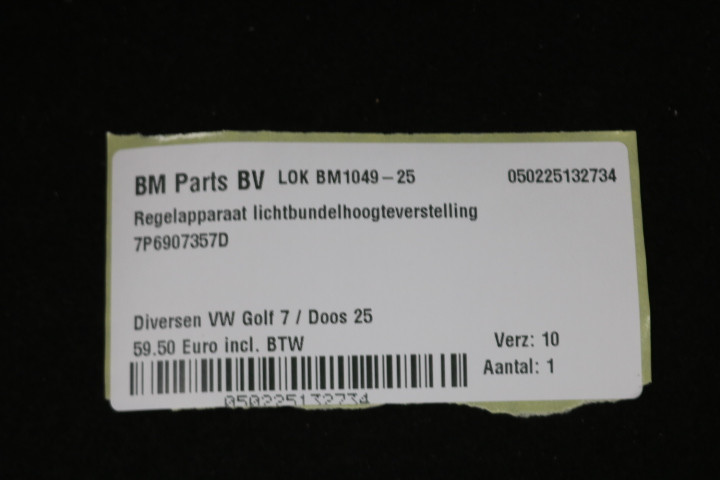 BM Parts BV LOK BM1049-25 050225132734
Regelapparaat lichtbundelhoogteverstelling
7P6907357D
Diversen VW Golf 7 / Doos 25
59.50 Euro incl. BTW
Verz: 10
Aantal: 1
050225132734